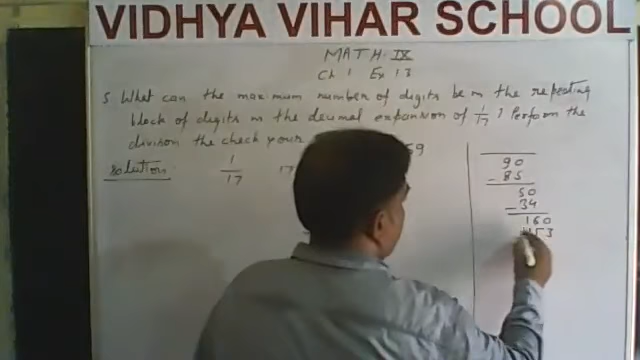 VIDHYA VIHAR SCHOOL
MATH. IX
Ch 1 Ex 1.3
5. What can the maximum number of digits be in the repeating
block of digits in the decimal expansion of 1/17 ? Perform the
division the check your
59
solution: 1/17 17
90
- 85
50
- 34
160
153